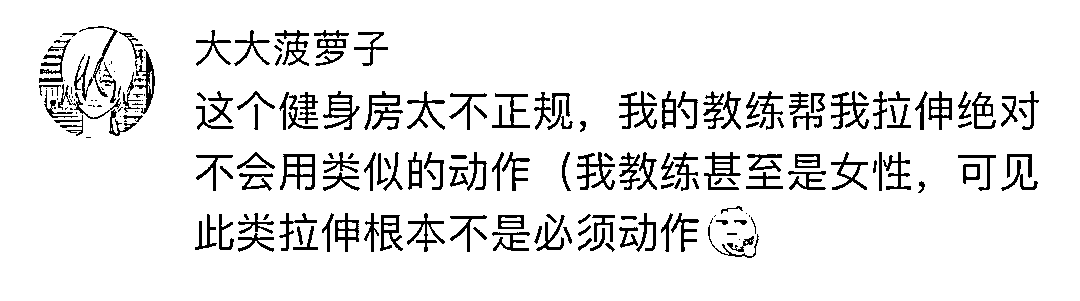 大大菠萝子
这个健身房太不正规，我的教练帮我拉伸绝对
不会用类似的动作（我教练甚至是女性，可见
此类拉伸根本不是必须动作